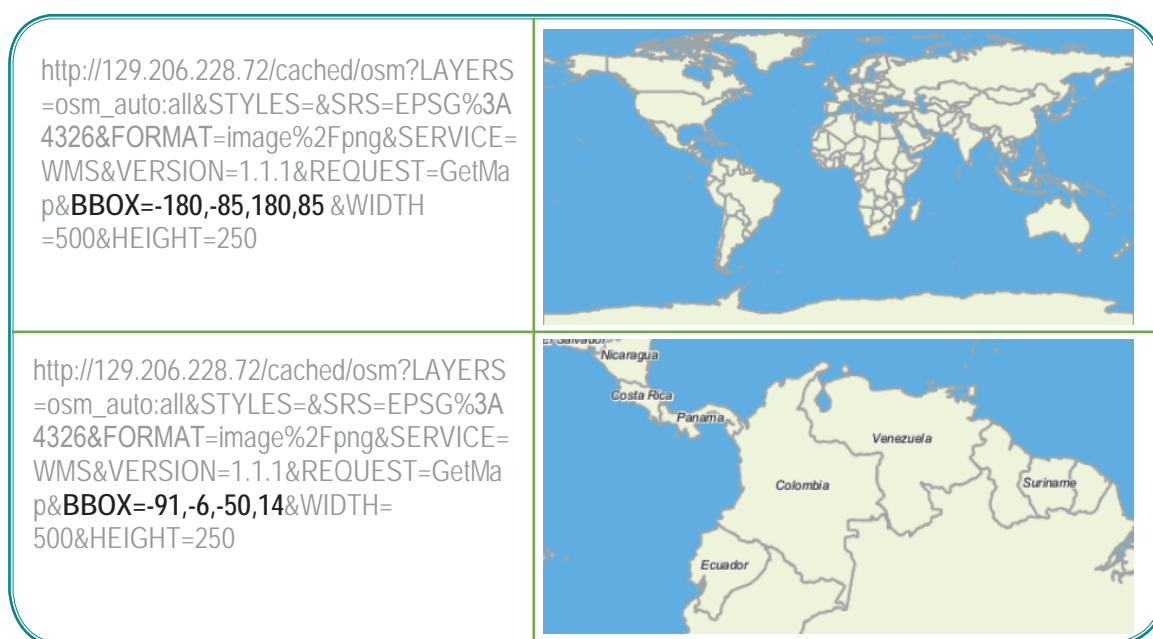 http://129.206.228.72/cached/osm?LAYERS
=osm_auto:all&STYLES=&SRS=EPSG%3A
4326&FORMAT=image%2Fpng&SERVICE=
WMS&VERSION=1.1.1&REQUEST=GetMa
p&BBOX=-180,-85,180,85 &WIDTH
=500&HEIGHT=250
http://129.206.228.72/cached/osm?LAYERS
=osm_auto:all&STYLES=&SRS=EPSG%3A
4326&FORMAT=image%2Fpng&SERVICE=
WMS&VERSION=1.1.1&REQUEST=GetMa
p&BBOX=-91,-6,-50,14&WIDTH=
500&HEIGHT=250
El Salvador
Nicaragua
Costa Rica
Panama
Venezuela
Colombia
Suriname
Ecuador